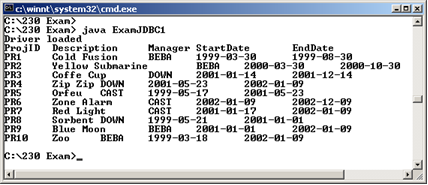 c:\winnt\system32\cmd.exe
C:\230 Exam>
C:\230 Exam> java ExamJDBC1
Driver loaded
ProjID Description Manager StartDate EndDate
PR1 Cold Fusion BEBA 1999-03-30 1999-08-30
PR2 Yellow Submarine BEBA 2000-03-30 2000-10-30
PR3 Coffe Cup DOWN 2001-01-14 2001-12-14
PR4 Zip Zip DOWN 2001-05-23 2002-01-09
PR5 Orfeu CAST 1999-05-17 2001-05-23
PR6 Zone Alarm CAST 2002-01-09 2002-12-09
PR7 Red Light CAST 2001-01-17 2002-01-09
PR8 Sorbent DOWN 1999-05-21 2001-01-01
PR9 Blue Moon BEBA 2001-01-01 2002-01-09
PR10 Zoo BEBA 1999-03-18 2002-01-09
C:\230 Exam>_